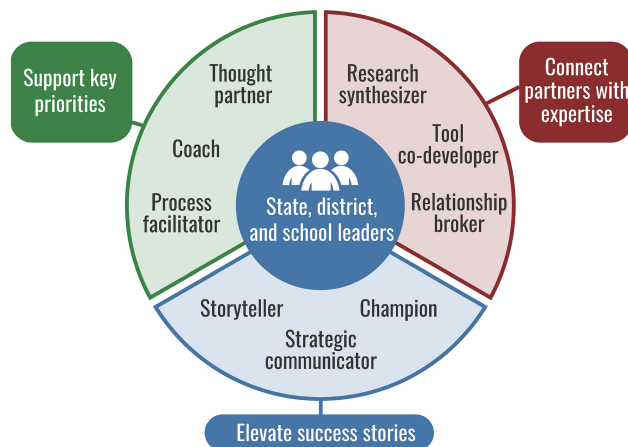 Support key
priorities
Thought
partner
Coach
Process
facilitator
Research
synthesizer
Tool
co-developer
Relationship
broker
Connect
partners with
expertise
State, district,
and school leaders
Storyteller
Champion
Strategic
communicator
Elevate success stories